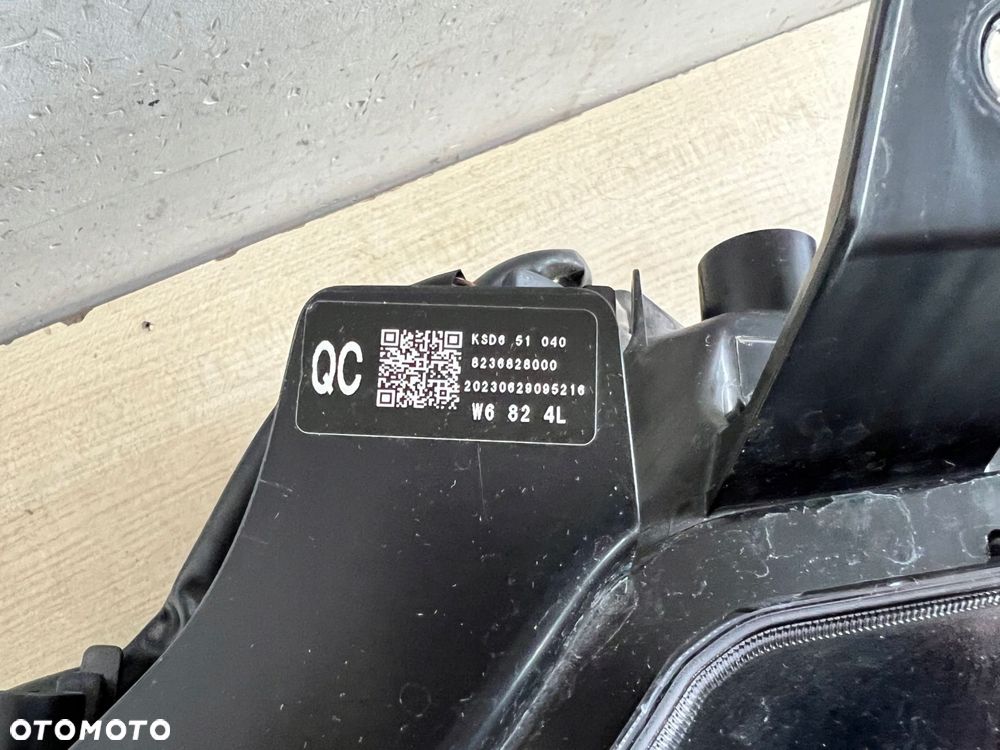 QC
KSD6 51 040
8236828000
20230629095216
W6 82 4L
OTOMOTO